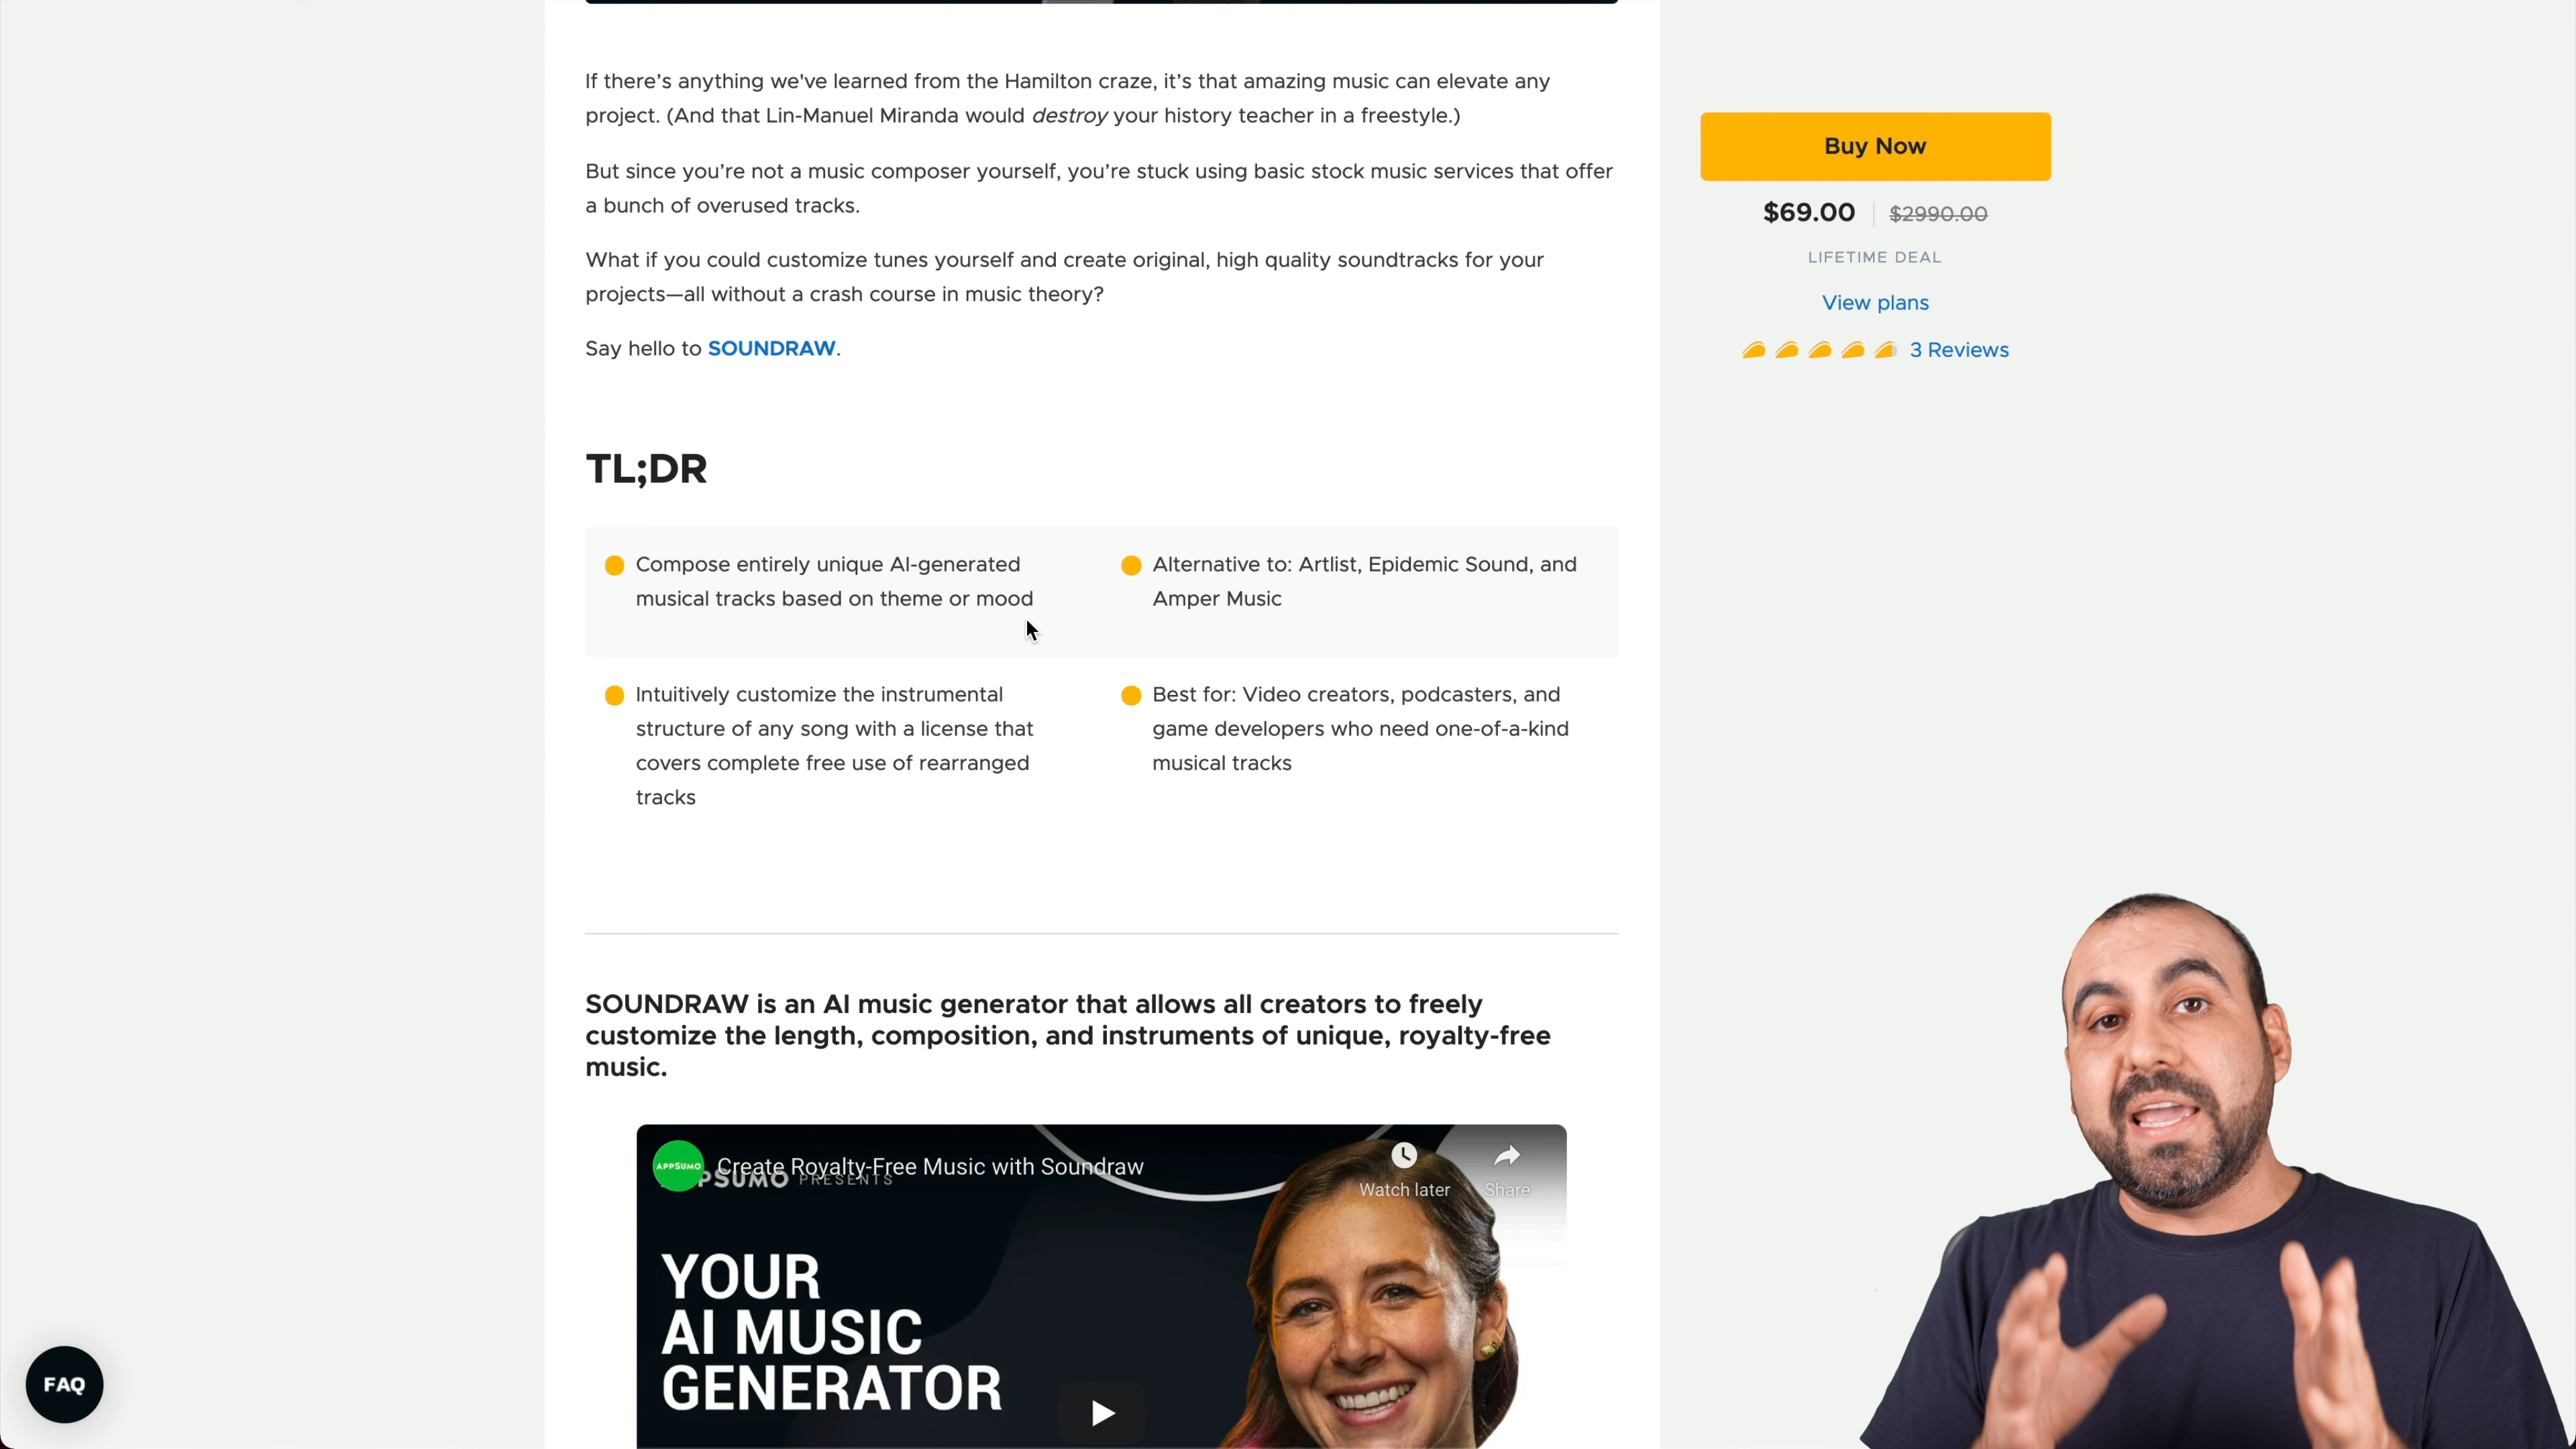 If there's anything we've learned from the Hamilton craze, it's that amazing music can elevate any
project. (And that Lin-Manuel Miranda would destroy your history teacher in a freestyle.)
But since you're not a music composer yourself, you're stuck using basic stock music services that offer
a bunch of overused tracks.
What if you could customize tunes yourself and create original, high quality soundtracks for your
projects—all without a crash course in music theory?
Say hello to SOUNDRAW.
Buy Now
$69.00 $2990.00
LIFETIME DEAL
View plans
3 Reviews
TL;DR
Compose entirely unique AI-generated
musical tracks based on theme or mood
Alternative to: Artlist, Epidemic Sound, and
Amper Music
Intuitively customize the instrumental
structure of any song with a license that
covers complete free use of rearranged
tracks
Best for: Video creators, podcasters, and
game developers who need one-of-a-kind
musical tracks
SOUNDRAW is an AI music generator that allows all creators to freely
customize the length, composition, and instruments of unique, royalty-free
music.
APPSUMO
Create Royalty-Free Music with Soundraw
PSUMO PRESENTS
Watch later
Share
YOUR
AI MUSIC
GENERATOR
FAQ